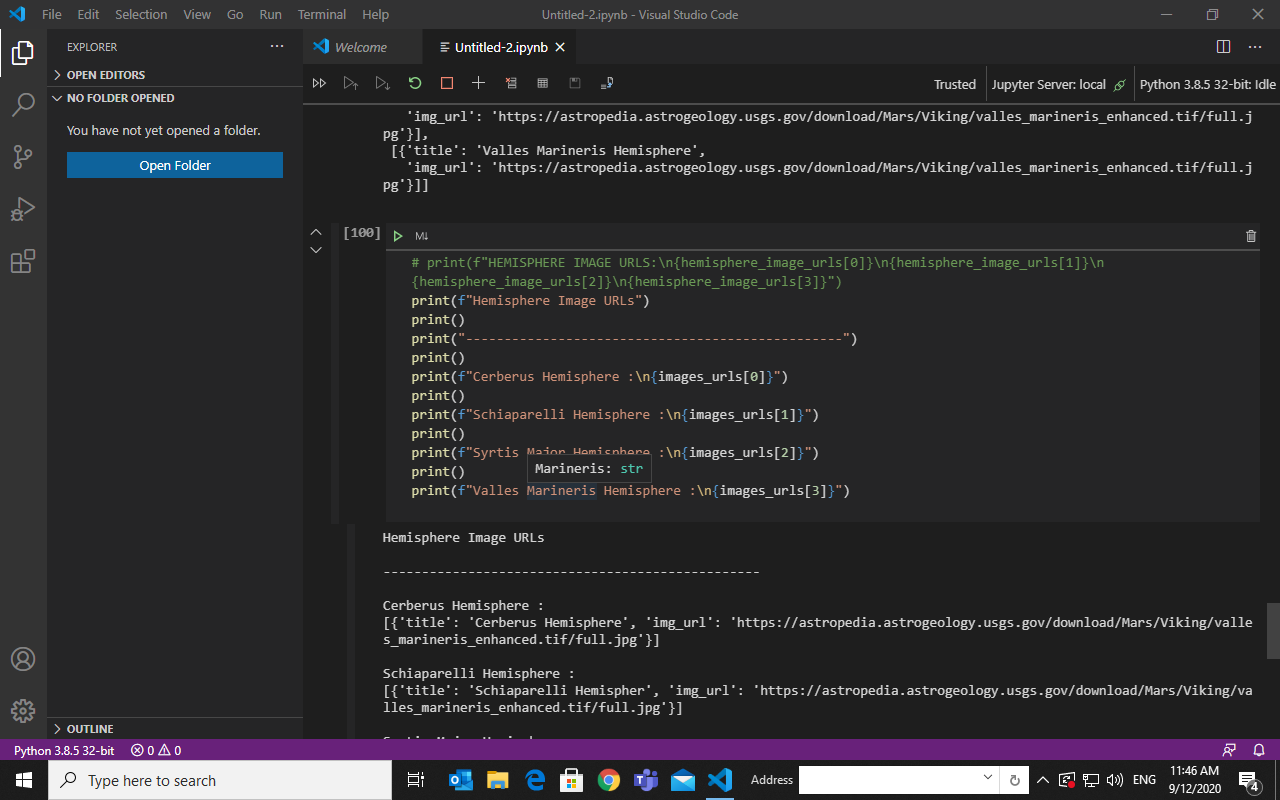 File Edit Selection View Go Run Terminal Help
Untitled-2.ipynb - Visual Studio Code
EXPLORER
OPEN EDITORS
NO FOLDER OPENED
You have not yet opened a folder.
Open Folder
OUTLINE
Welcome
Untitled-2.ipynb
Trusted
Jupyter Server: local
Python 3.8.5 32-bit: Idle
'img_url': 'https://astropedia.astrogeology.usgs.gov/download/Mars/Viking/valles_marineris_enhanced.tif/full.j
pg'}],
[{'title': 'Valles Marineris Hemisphere',
'img_url': 'https://astropedia.astrogeology.usgs.gov/download/Mars/Viking/valles_marineris_enhanced.tif/full.j
pg'}]]
[100]
M↓
# print(f"HEMISPHERE IMAGE URLS:\n{hemisphere_image_urls[0]}\n{hemisphere_image_urls[1]}\n
{hemisphere_image_urls[2]}\n{hemisphere_image_urls[3]}")
print(f"Hemisphere Image URLs")
print()
print("-------------------------------------------------")
print()
print(f"Cerberus Hemisphere :\n{images_urls[0]}")
print()
print(f"Schiaparelli Hemisphere :\n{images_urls[1]}")
print()
print(f"Syrtis Major Hemisphere :\n{images_urls[2]}")
print()
Marineris: str
print(f"Valles Marineris Hemisphere :\n{images_urls[3]}")
Hemisphere Image URLs
-------------------------------------------------
Cerberus Hemisphere :
[{'title': 'Cerberus Hemisphere', 'img_url': 'https://astropedia.astrogeology.usgs.gov/download/Mars/Viking/valle
s_marineris_enhanced.tif/full.jpg'}]
Schiaparelli Hemisphere :
[{'title': 'Schiaparelli Hemispher', 'img_url': 'https://astropedia.astrogeology.usgs.gov/download/Mars/Viking/va
lles_marineris_enhanced.tif/full.jpg'}]
Python 3.8.5 32-bit
0
0
Type here to search
Address
ENG
11:46 AM
9/12/2020
4